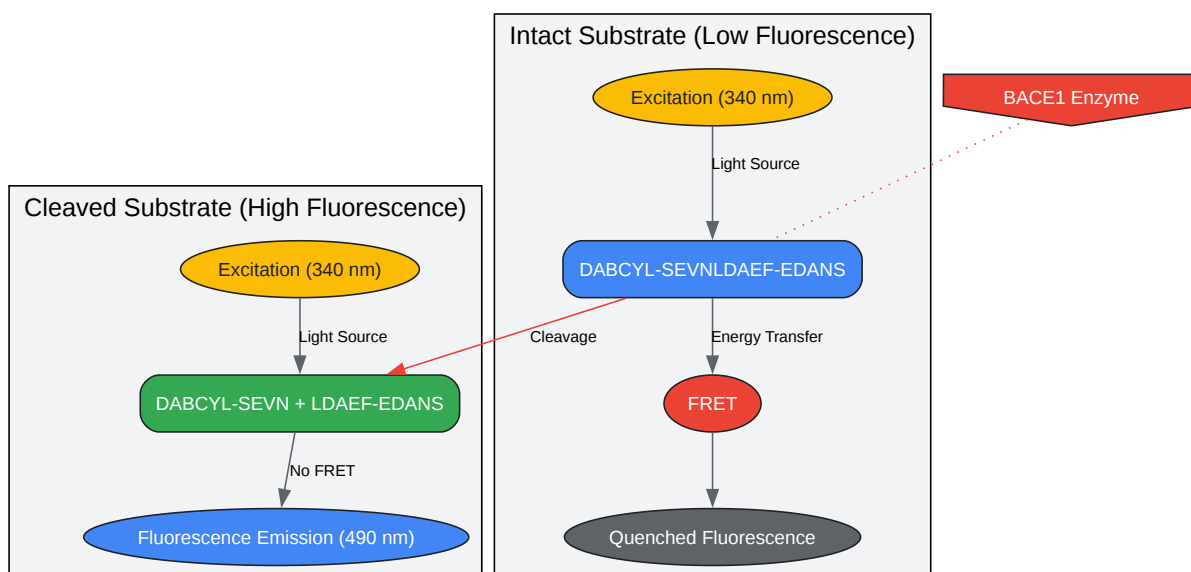 Intact Substrate (Low Fluorescence)
Excitation (340 nm)
BACE1 Enzyme
Light Source
DABCYL-SEVNLDAEF-EDANS
Cleavage
Energy Transfer
FRET
Quenched Fluorescence
Cleaved Substrate (High Fluorescence)
Excitation (340 nm)
Light Source
DABCYL-SEVN + LDAEF-EDANS
No FRET
Fluorescence Emission (490 nm)